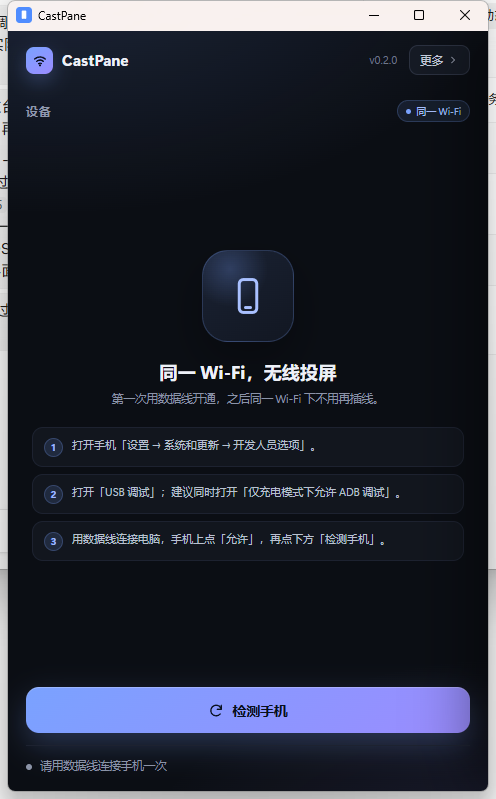 CastPane
CastPane
v0.2.0
更多
设备
同一 Wi-Fi
同一 Wi-Fi，无线投屏
第一次用数据线开通，之后同一 Wi-Fi 下不用再插线。
1 打开手机「设置 → 系统和更新 → 开发人员选项」。
2 打开「USB 调试」；建议同时打开「仅充电模式下允许 ADB 调试」。
3 用数据线连接电脑，手机上点「允许」，再点下方「检测手机」。
检测手机
请用数据线连接手机一次